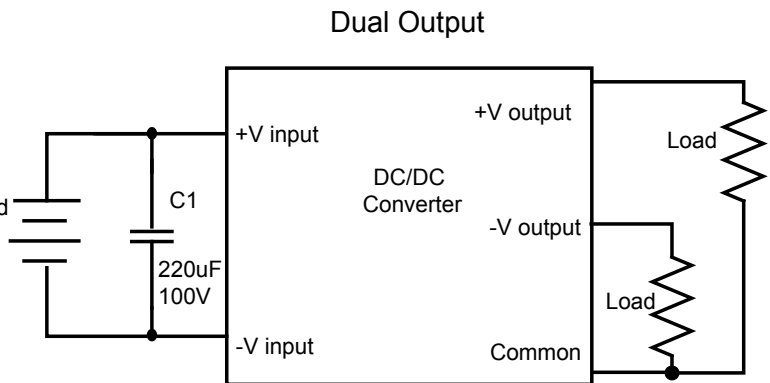 Dual Output
+V input
+V output
Load
DC/DC
Converter
C1
-V output
220uF
100V
Load
-V input
Common